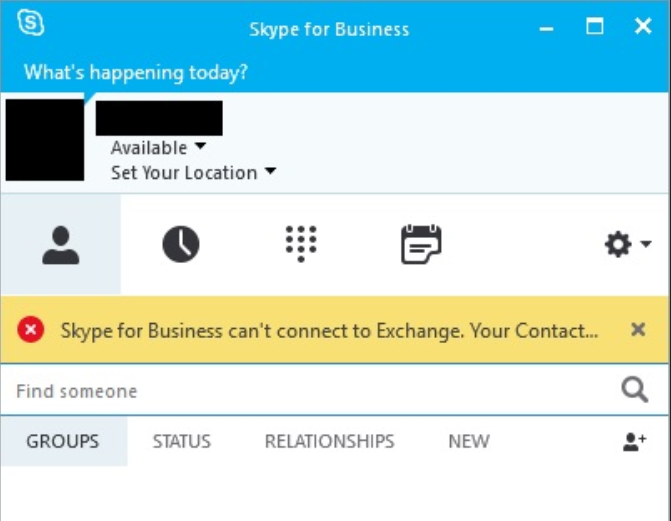 Skype for Business
What's happening today?
Available
Set Your Location
Skype for Business can't connect to Exchange. Your Contact...
Find someone
GROUPS STATUS RELATIONSHIPS NEW